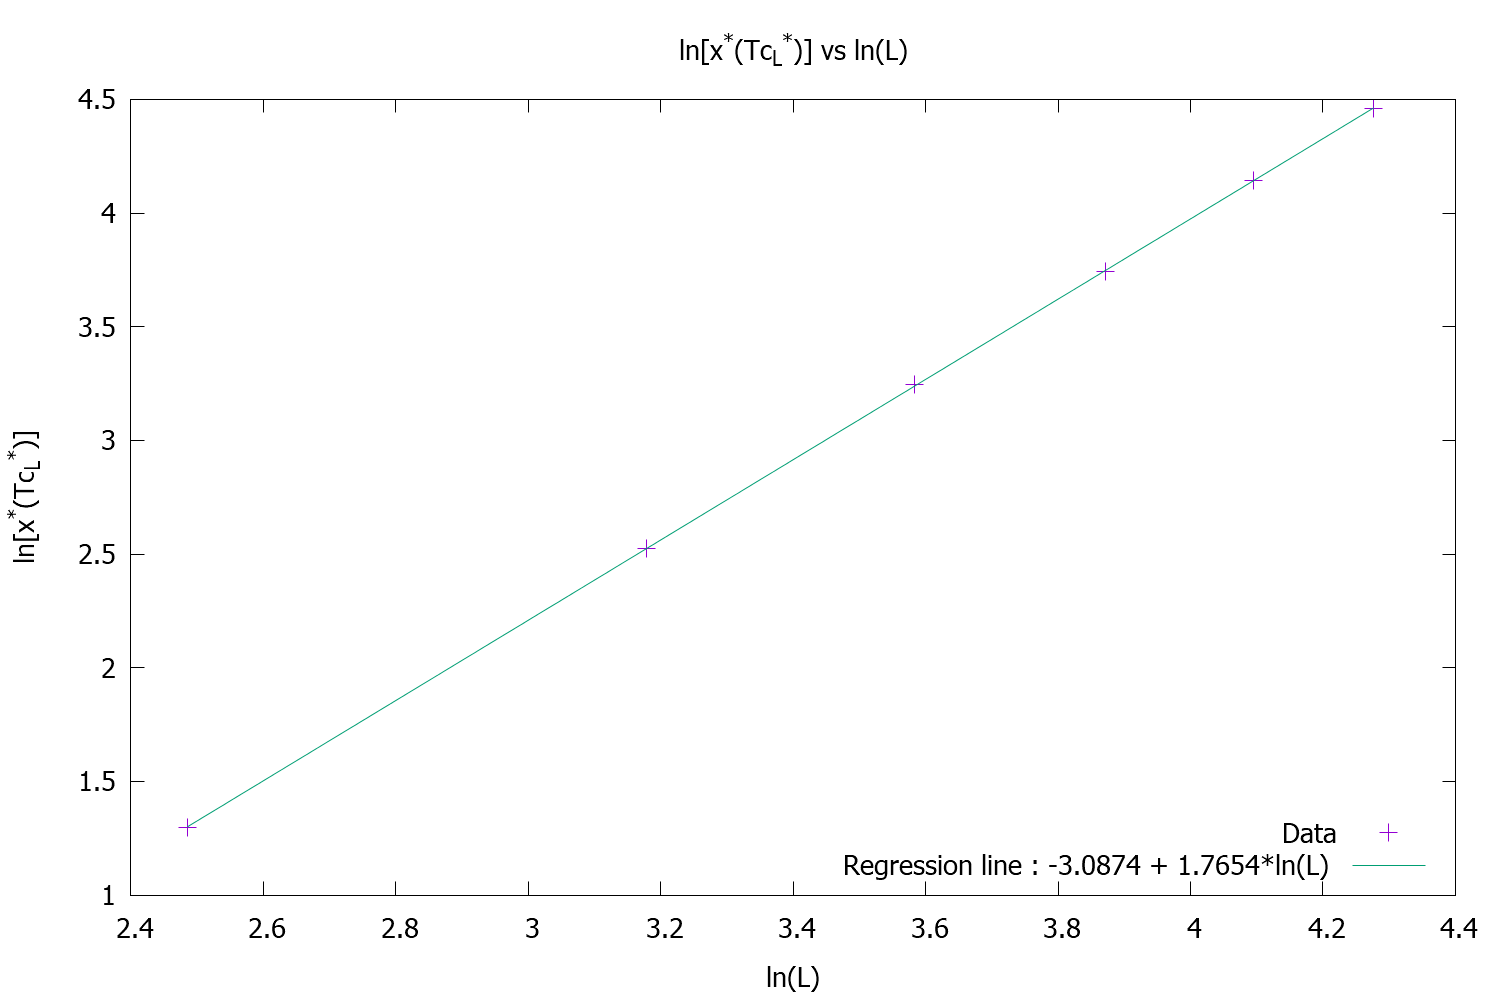 ln[x*(Tc_L*)] vs ln(L)
4.5
4
3.5
3
2.5
2
1.5
1
ln[x*(Tc_L*)]
Data
Regression line : -3.0874 + 1.7654*ln(L)
2.4 2.6 2.8 3 3.2 3.4 3.6 3.8 4 4.2 4.4
ln(L)